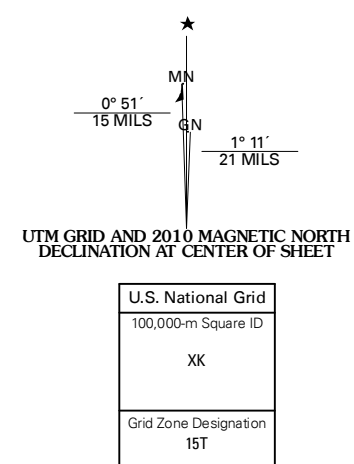 MN
0° 51´
15 MILS
GN
1° 11´
21 MILS
UTM GRID AND 2010 MAGNETIC NORTH
DECLINATION AT CENTER OF SHEET
U.S. National Grid
100,000-m Square ID
XK
Grid Zone Designation
15T